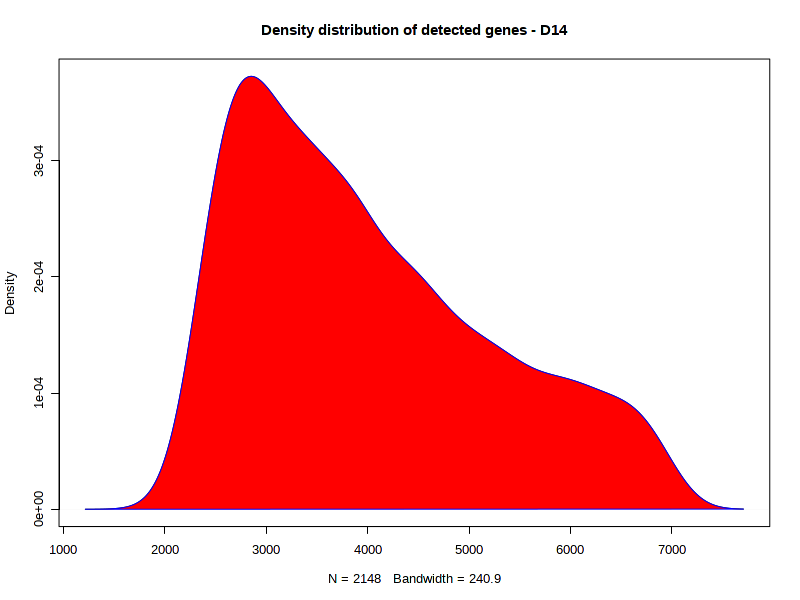 Density distribution of detected genes - D14
Density
3e-04
2e-04
1e-04
0e+00
1000 2000 3000 4000 5000 6000 7000
N = 2148 Bandwidth = 240.9